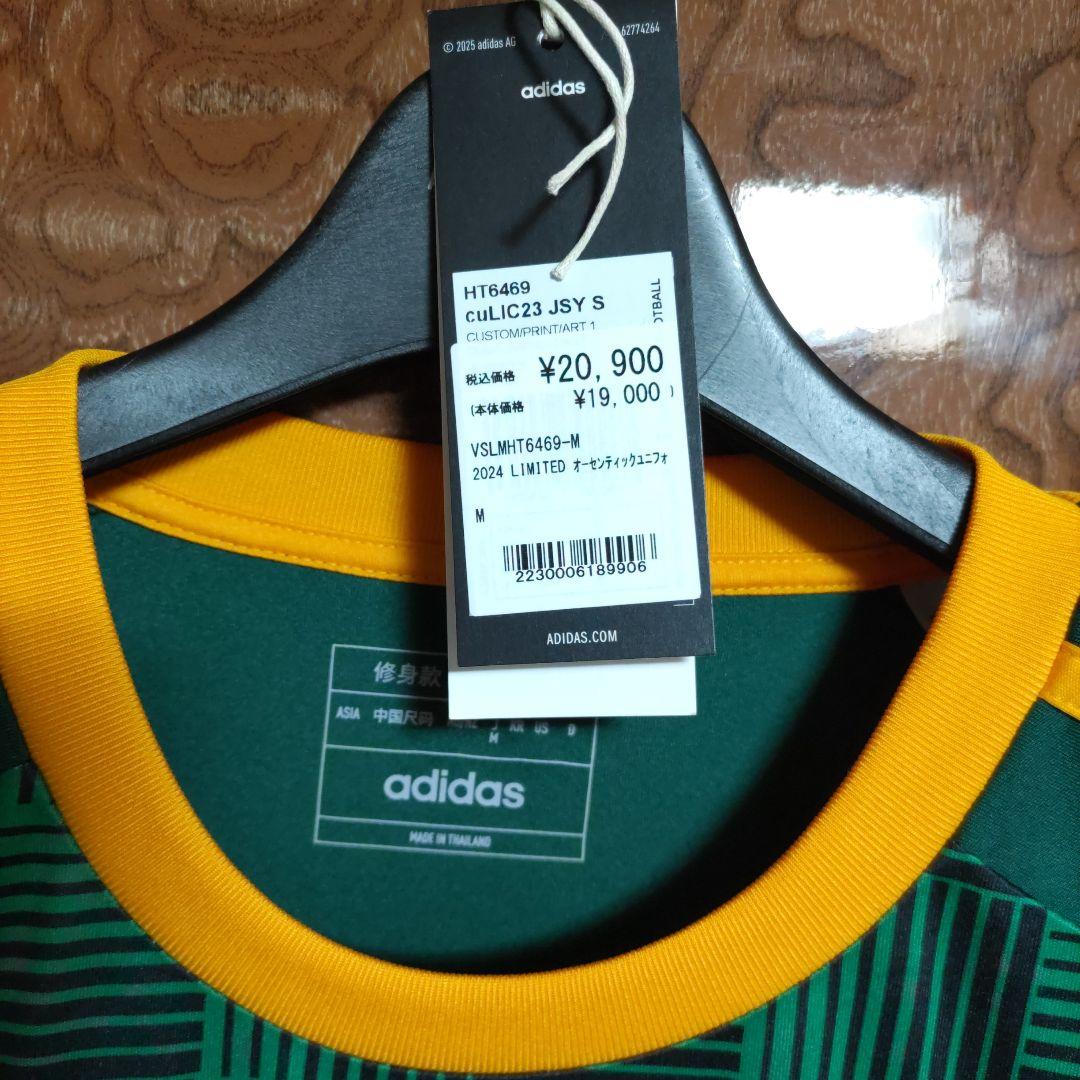 © 2025 adidas AG
62774264
adidas
HT6469
cuLIC23 JSY S
CUSTOM/PRINT/ART 1
税込価格 ¥20,900
(本体価格 ¥19,000 )
VSLMHT6469-M
2024 LIMITED オーセンティックユニフォ
M
2230006189906
ADIDAS.COM
修身款
ASIA 中国尺码 J KR US
M
adidas
MADE IN THAILAND